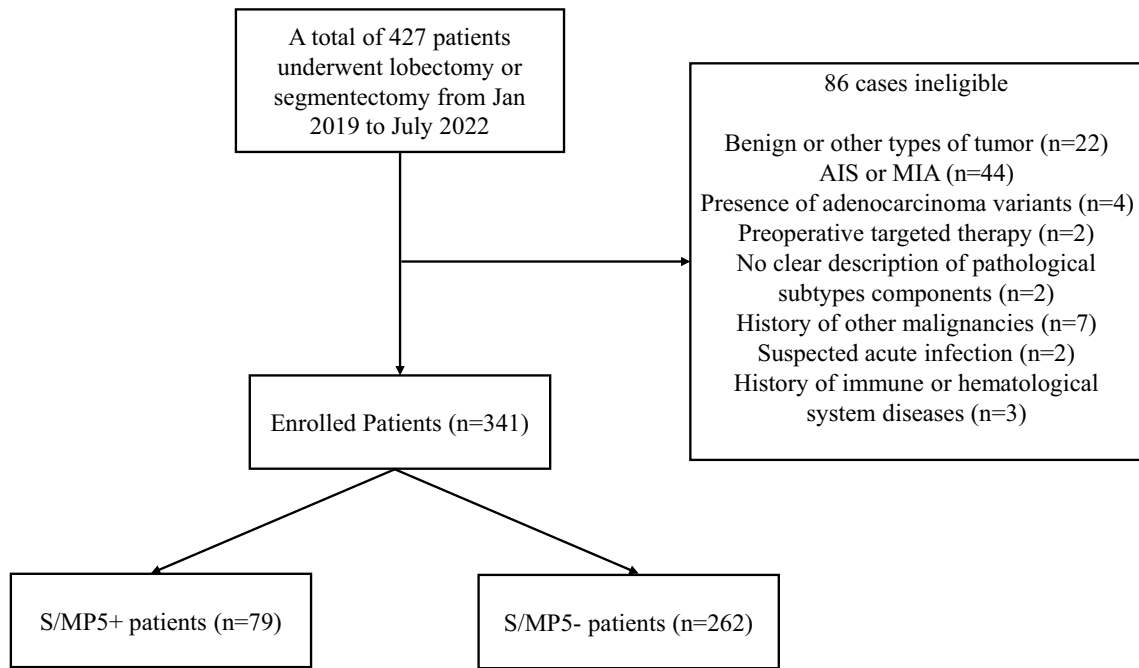 A total of 427 patients
underwent lobectomy or
segmentectomy from Jan
2019 to July 2022
86 cases ineligible
Benign or other types of tumor (n=22)
AIS or MIA (n=44)
Presence of adenocarcinoma variants (n=4)
Preoperative targeted therapy (n=2)
No clear description of pathological
subtypes components (n=2)
History of other malignancies (n=7)
Suspected acute infection (n=2)
History of immune or hematological
system diseases (n=3)
Enrolled Patients (n=341)
S/MP5+ patients (n=79)
S/MP5- patients (n=262)